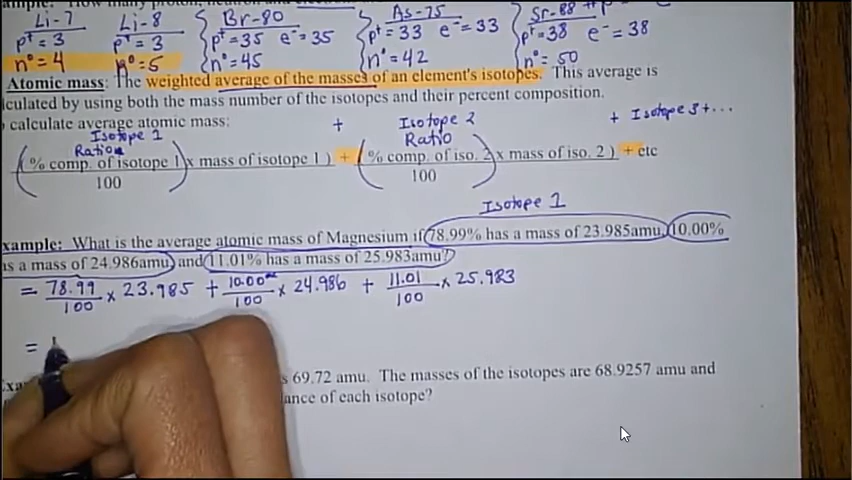 Li-7 Li-8 Br-80 As-75 Sr-88
p⁺=3 p⁺=3 p⁺=35 e⁻=35 p⁺=33 e⁻=33 p⁺=38 e⁻=38
n°=4 n°=5 n°=45 n°=42 n°=50
Atomic mass: The weighted average of the masses of an element's isotopes. This average is
lculated by using both the mass number of the isotopes and their percent composition.
calculate average atomic mass:
Isotope 1 + Isotope 2 + Isotope 3 + ...
Ratio Ratio
(% comp. of isotope 1 x mass of isotope 1 ) + (% comp. of iso. 2 x mass of iso. 2 ) + etc
100 100
Isotope 1
xample: What is the average atomic mass of Magnesium if 78.99% has a mass of 23.985amu, 10.00%
as a mass of 24.986amu and 11.01% has a mass of 25.983amu?
= 78.99/100 × 23.985 + 10.00/100 × 24.986 + 11.01/100 × 25.983
=
s 69.72 amu. The masses of the isotopes are 68.9257 amu and
ance of each isotope?